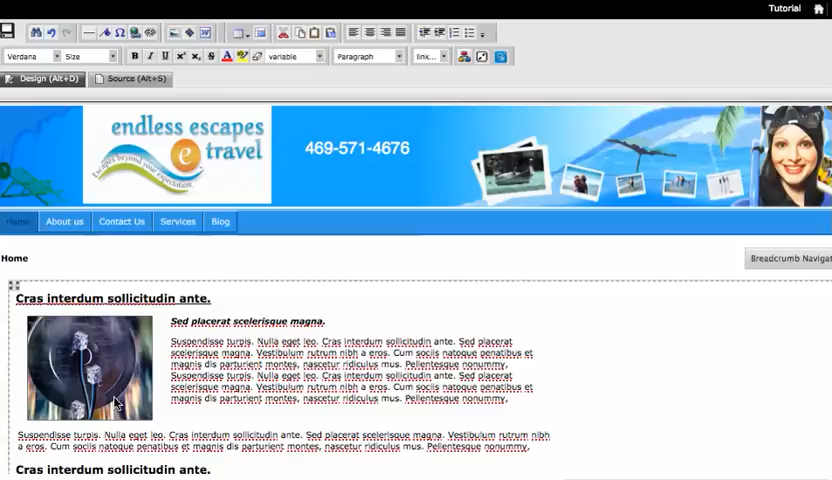 Tutorial
Verdana
Size
variable
Paragraph
link...
Design (Alt+D)
Source (Alt+S)
endless escapes
travel
e
Escapes beyond your expectation.
469-571-4676
Home
About us
Contact Us
Services
Blog
Home
Breadcrumb Navigat
Cras interdum sollicitudin ante.
Sed placerat scelerisque magna.
Suspendisse turpis. Nulla eget leo. Cras interdum sollicitudin ante. Sed placerat
scelerisque magna. Vestibulum rutrum nibh a eros. Cum sociis natoque penatibus et
magnis dis parturient montes, nascetur ridiculus mus. Pellentesque nonummy,
Suspendisse turpis. Nulla eget leo. Cras interdum sollicitudin ante. Sed placerat
scelerisque magna. Vestibulum rutrum nibh a eros. Cum sociis natoque penatibus et
magnis dis parturient montes, nascetur ridiculus mus. Pellentesque nonummy,
Suspendisse turpis. Nulla eget leo. Cras interdum sollicitudin ante. Sed placerat scelerisque magna. Vestibulum rutrum nibh
a eros. Cum sociis natoque penatibus et magnis dis parturient montes, nascetur ridiculus mus. Pellentesque nonummy,
Cras interdum sollicitudin ante.